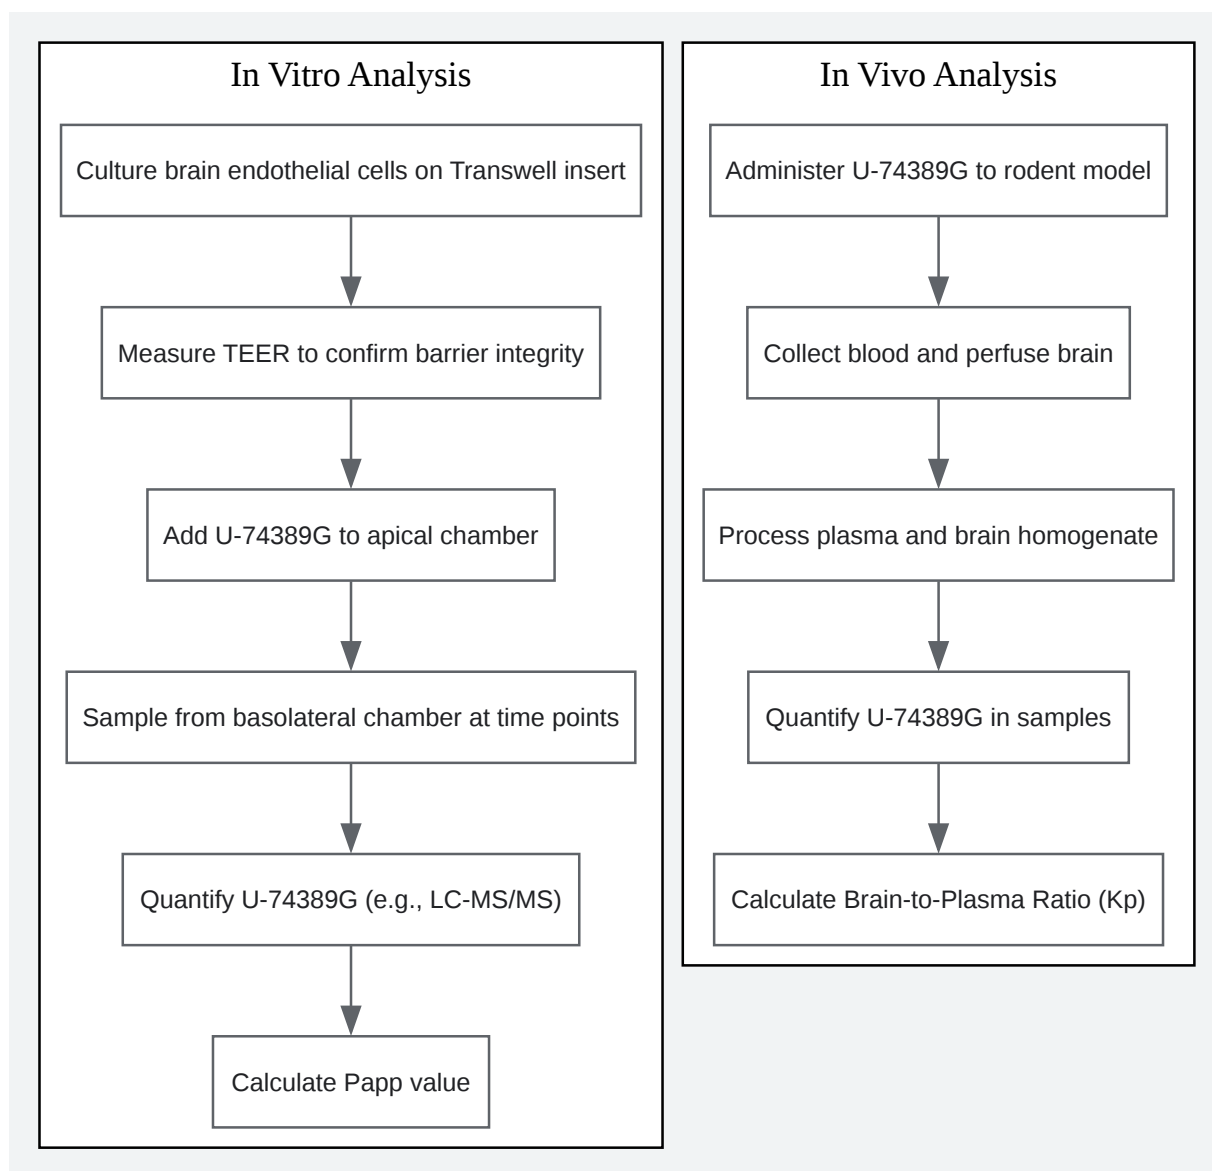 In Vitro Analysis
Culture brain endothelial cells on Transwell insert
Measure TEER to confirm barrier integrity
Add U-74389G to apical chamber
Sample from basolateral chamber at time points
Quantify U-74389G (e.g., LC-MS/MS)
Calculate Papp value
In Vivo Analysis
Administer U-74389G to rodent model
Collect blood and perfuse brain
Process plasma and brain homogenate
Quantify U-74389G in samples
Calculate Brain-to-Plasma Ratio (Kp)